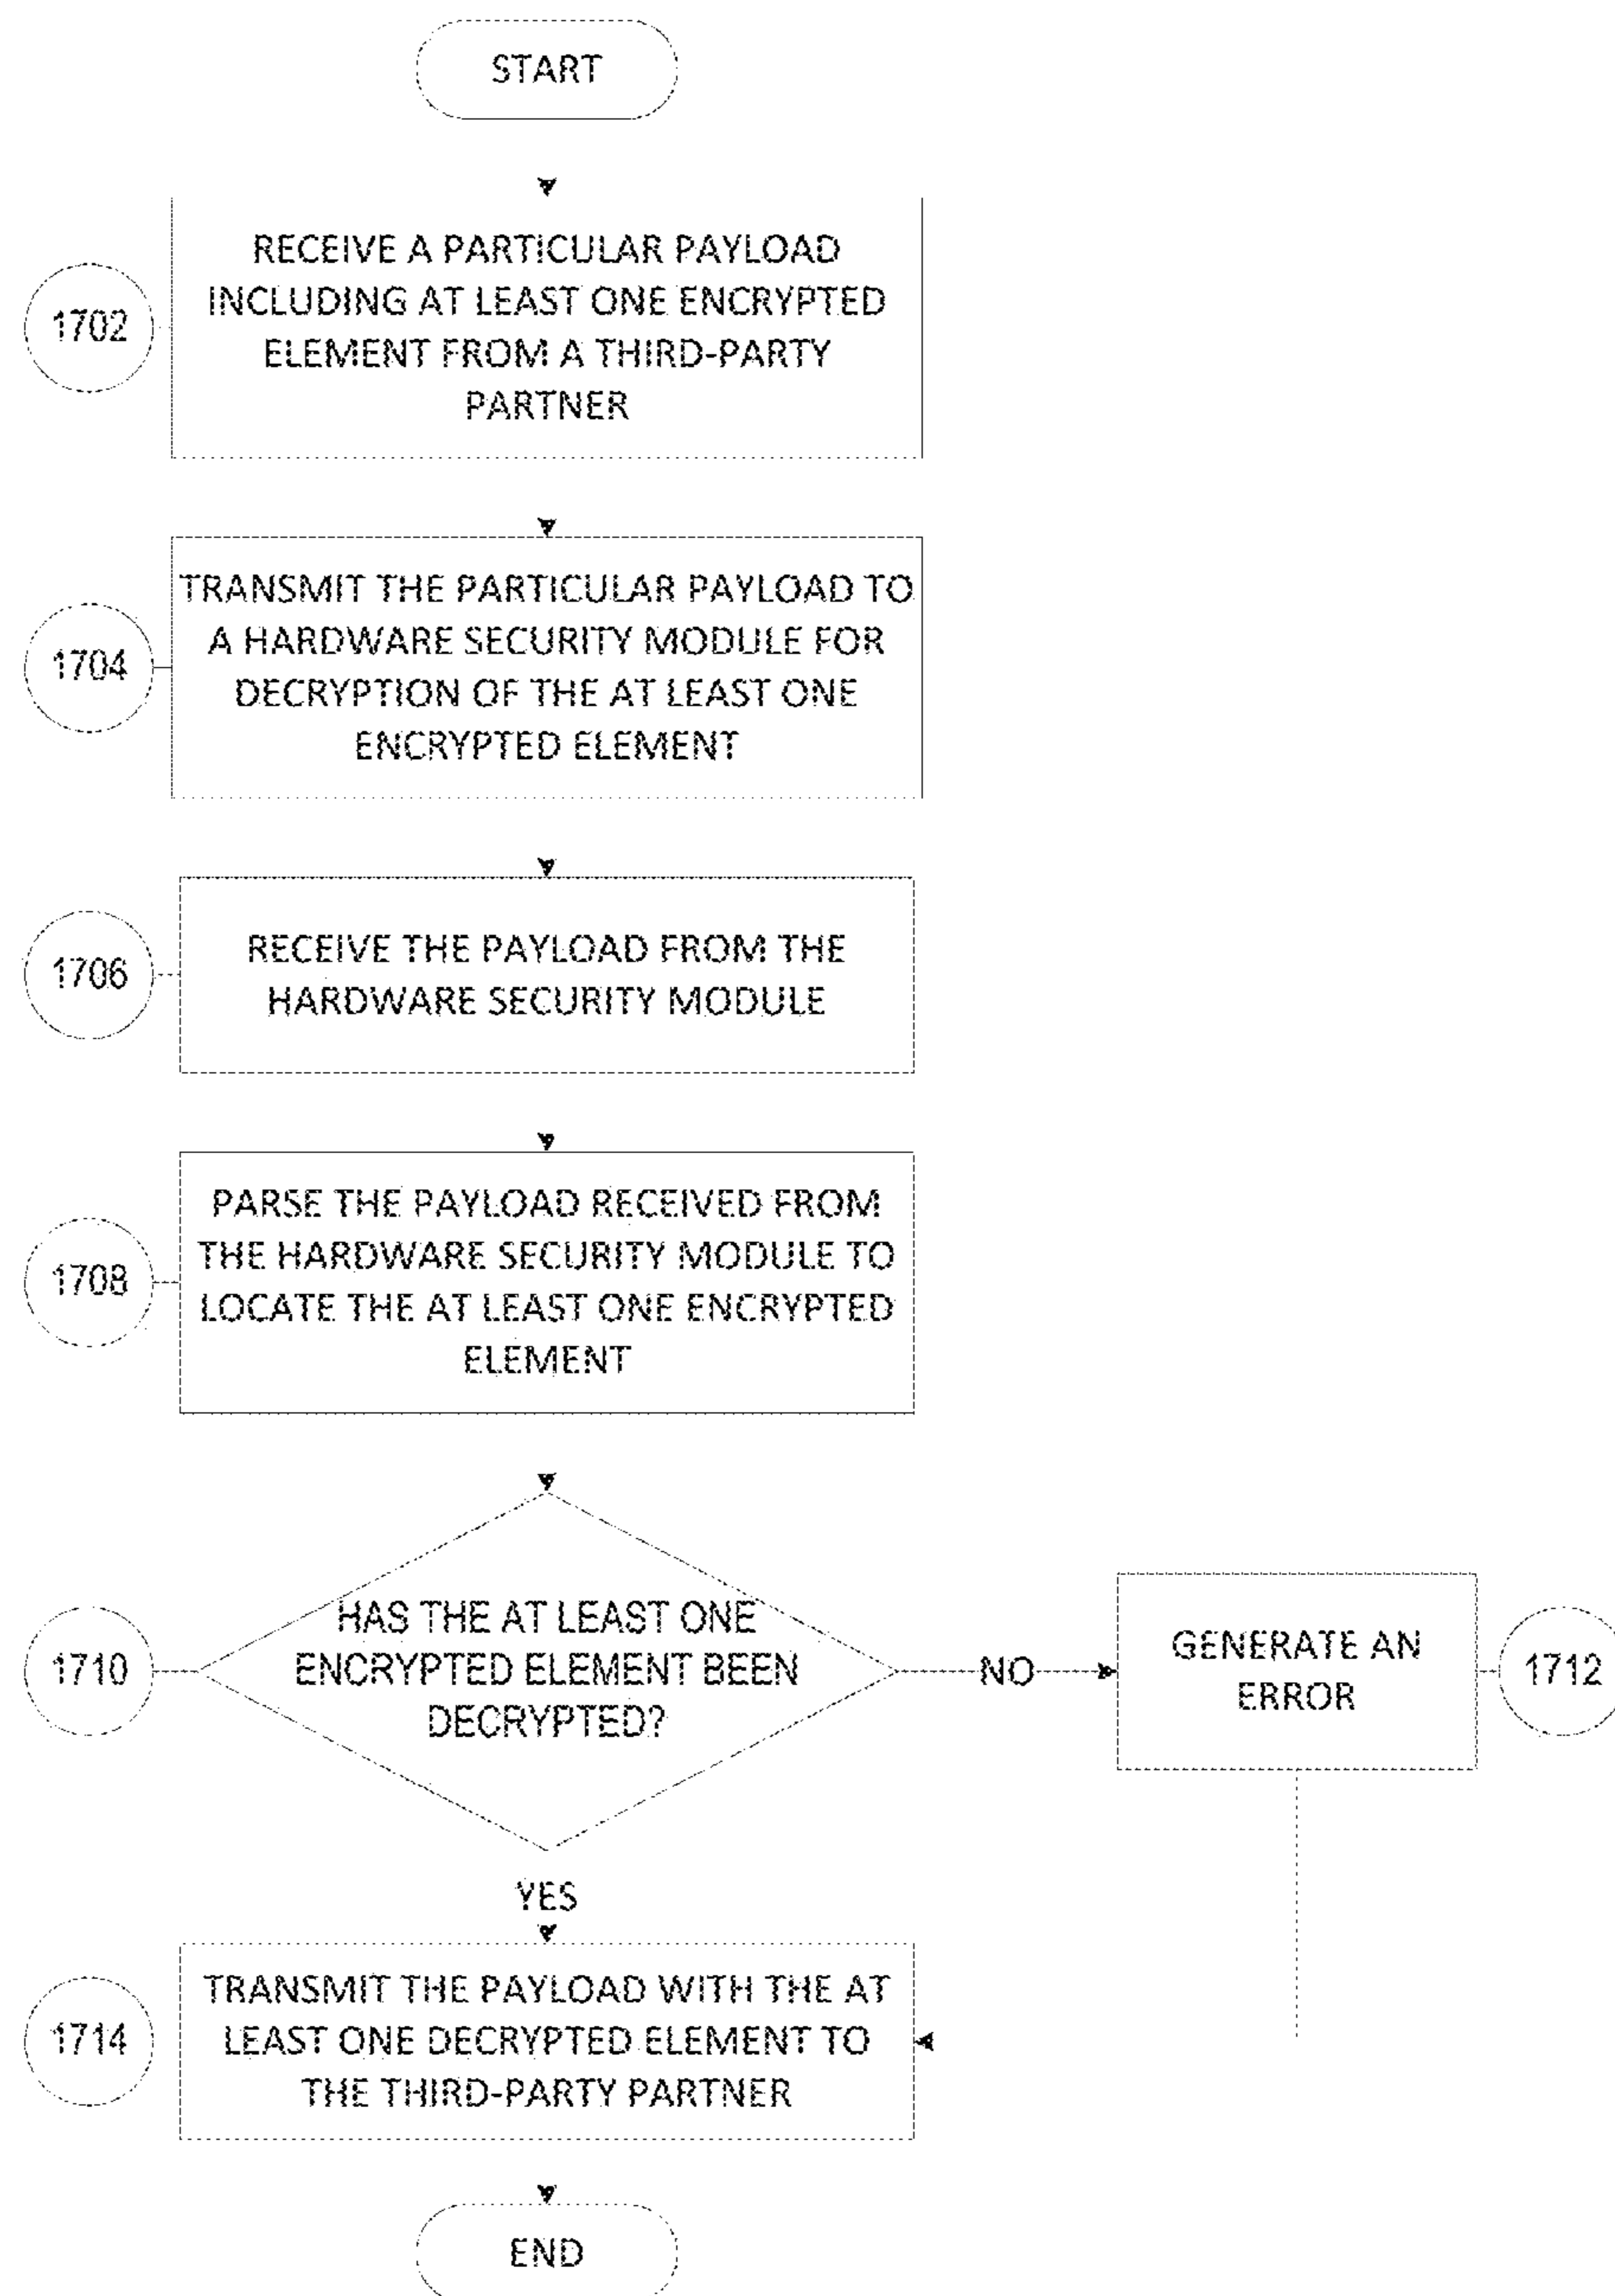 START
RECEIVE A PARTICULAR PAYLOAD
INCLUDING AT LEAST ONE ENCRYPTED
ELEMENT FROM A THIRD-PARTY
PARTNER
1702
TRANSMIT THE PARTICULAR PAYLOAD TO
A HARDWARE SECURITY MODULE FOR
DECRYPTION OF THE AT LEAST ONE
ENCRYPTED ELEMENT
1704
RECEIVE THE PAYLOAD FROM THE
HARDWARE SECURITY MODULE
1706
PARSE THE PAYLOAD RECEIVED FROM
THE HARDWARE SECURITY MODULE TO
LOCATE THE AT LEAST ONE ENCRYPTED
ELEMENT
1708
HAS THE AT LEAST ONE
ENCRYPTED ELEMENT BEEN
DECRYPTED?
1710
NO
GENERATE AN
ERROR
1712
YES
TRANSMIT THE PAYLOAD WITH THE AT
LEAST ONE DECRYPTED ELEMENT TO
THE THIRD-PARTY PARTNER
1714
END